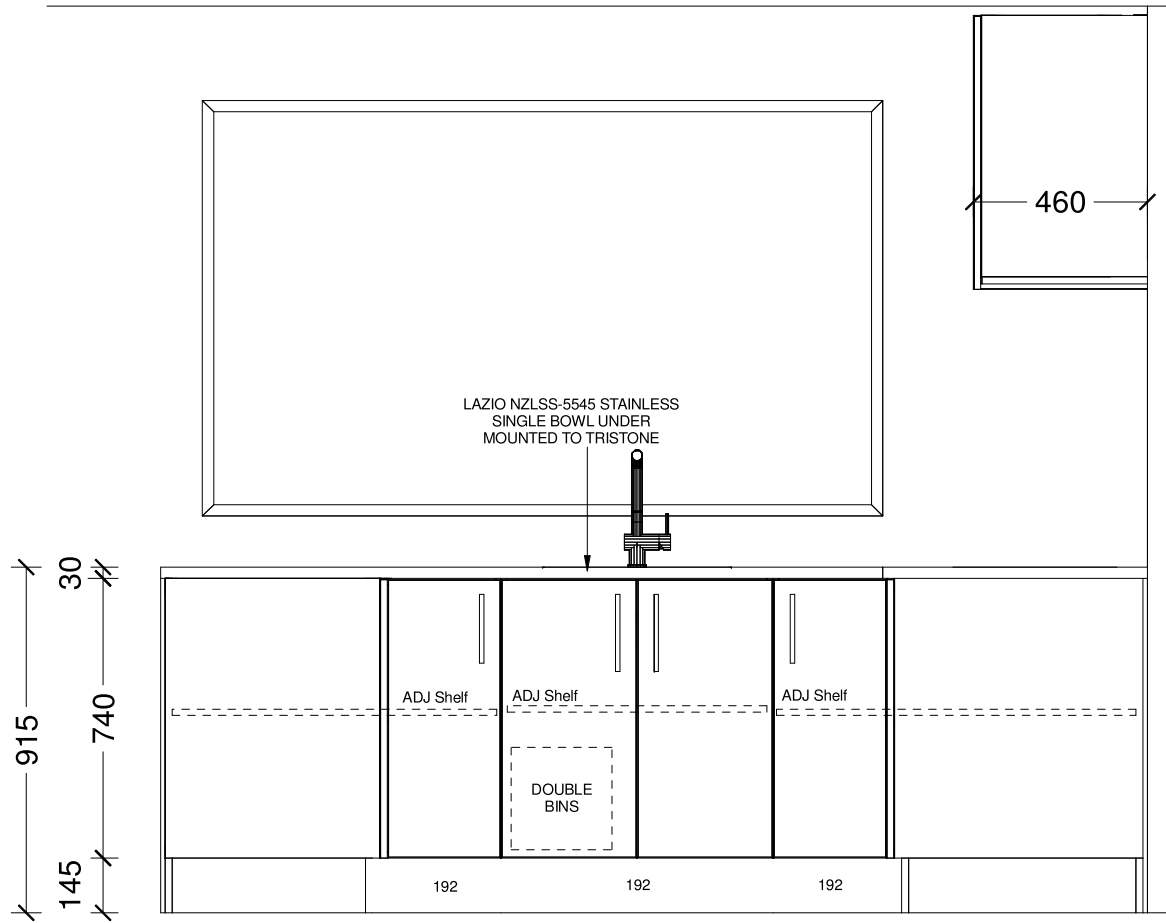 460
LAZIO NZLSS-5545 STAINLESS
SINGLE BOWL UNDER
MOUNTED TO TRISTONE
30
915
740
145
ADJ Shelf
ADJ Shelf
ADJ Shelf
DOUBLE
BINS
192
192
192